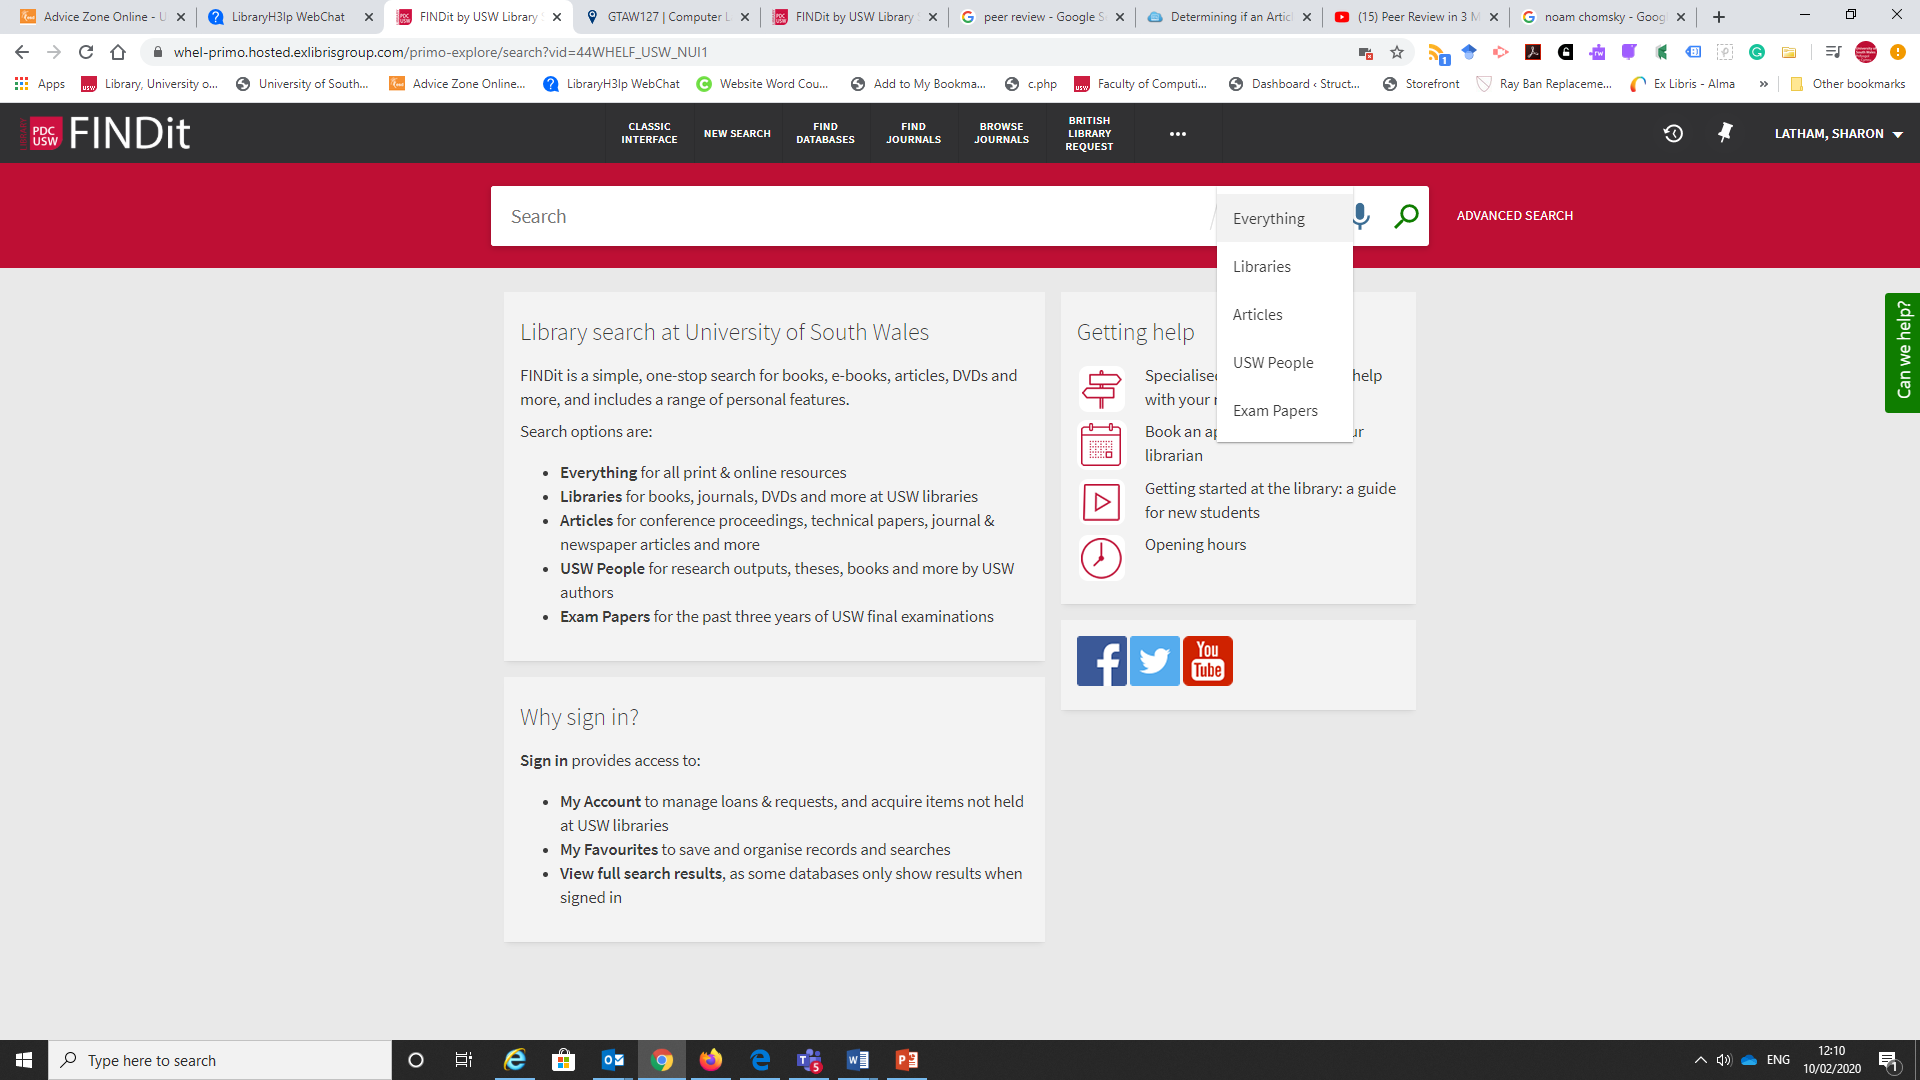 Advice Zone Online - U
LibraryH3lp WebChat
FINDit by USW Library
GTAW127 | Computer L
FINDit by USW Library
peer review - Google S
Determining if an Artic
(15) Peer Review in 3 M
noam chomsky - Goog
whel-primo.hosted.exlibrisgroup.com/primo-explore/search?vid=44WHELF_USW_NUI1
Apps
Library, University o...
University of South...
Advice Zone Online...
LibraryH3lp WebChat
Website Word Cou...
Add to My Bookma...
c.php
Faculty of Computi...
Dashboard ‹ Struct...
Storefront
Ray Ban Replaceme...
Ex Libris - Alma
»
Other bookmarks
LIBRARY
PDC
USW
FINDit
CLASSIC
INTERFACE
NEW SEARCH
FIND
DATABASES
FIND
JOURNALS
BROWSE
JOURNALS
BRITISH
LIBRARY
REQUEST
LATHAM, SHARON
Search
Everything
Libraries
Articles
USW People
Exam Papers
ADVANCED SEARCH
Can we help?
Library search at University of South Wales
FINDit is a simple, one-stop search for books, e-books, articles, DVDs and
more, and includes a range of personal features.
Search options are:
• Everything for all print & online resources
• Libraries for books, journals, DVDs and more at USW libraries
• Articles for conference proceedings, technical papers, journal &
newspaper articles and more
• USW People for research outputs, theses, books and more by USW
authors
• Exam Papers for the past three years of USW final examinations
Why sign in?
Sign in provides access to:
• My Account to manage loans & requests, and acquire items not held
at USW libraries
• My Favourites to save and organise records and searches
• View full search results, as some databases only show results when
signed in
Getting help
Specialised help
with your
Book an
librarian
Getting started at the library: a guide
for new students
Opening hours
You
Tube
Type here to search
5
ENG
12:10
10/02/2020
1